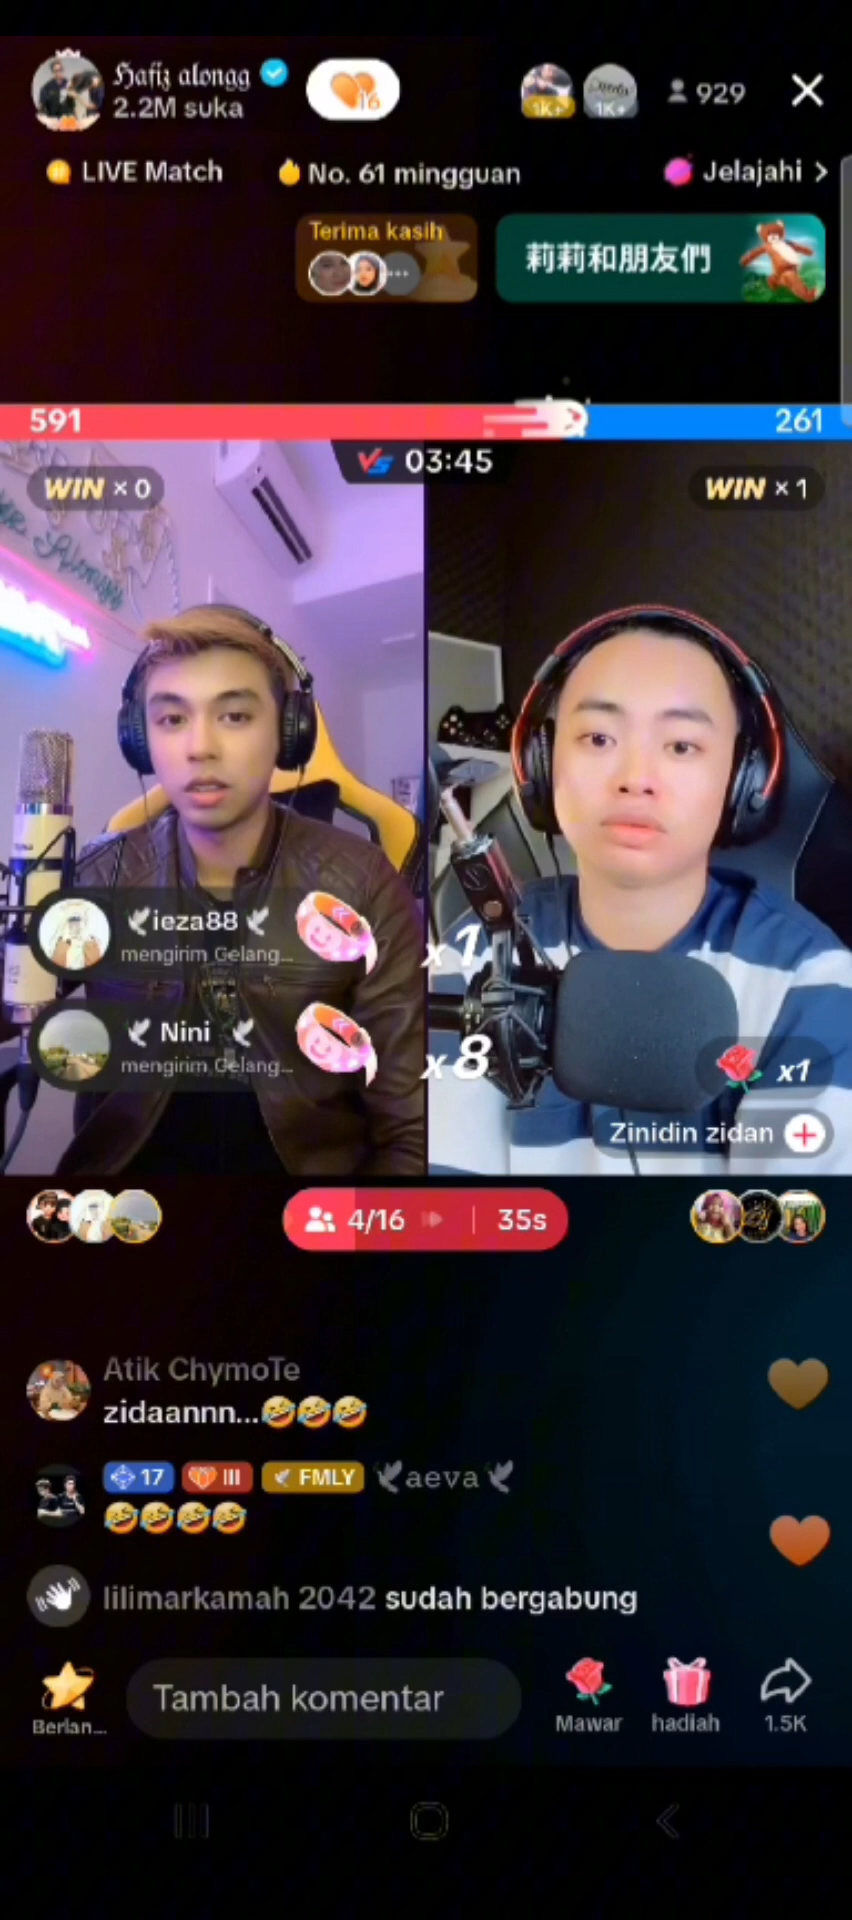 Hafiz alongg
2.2M suka
16
1K+
1K+
929
LIVE Match
No. 61 mingguan
Jelajahi >
Terima kasih
莉莉和朋友們
591
261
VS 03:45
WIN × 0
WIN × 1
ieza88
mengirim Gelang...
x1
Nini
mengirim Gelang...
x8
x1
Zinidin zidan
4/16
35s
Atik ChymoTe
zidaannn...🤣🤣🤣
17 III FMLY 🕊aeva🕊
🤣🤣🤣🤣
lilimarkamah 2042 sudah bergabung
Berlan...
Tambah komentar
Mawar
hadiah
1.5K